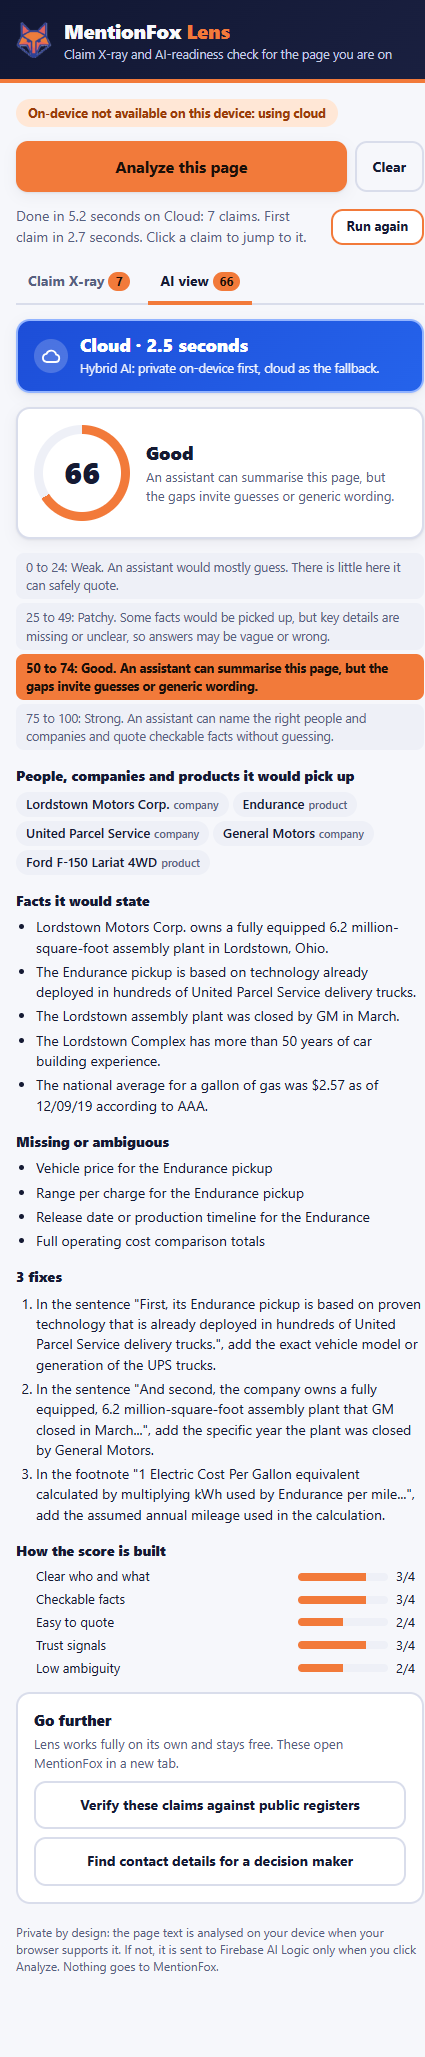 MentionFox Lens
Claim X-ray and AI-readiness check for the page you are on
On-device not available on this device: using cloud
Analyze this page
Clear
Done in 5.2 seconds on Cloud: 7 claims. First
claim in 2.7 seconds. Click a claim to jump to it.
Run again
Claim X-ray 7
AI view 66
Cloud · 2.5 seconds
Hybrid AI: private on-device first, cloud as the fallback.
66
Good
An assistant can summarise this page, but
the gaps invite guesses or generic wording.
0 to 24: Weak. An assistant would mostly guess. There is little here it
can safely quote.
25 to 49: Patchy. Some facts would be picked up, but key details are
missing or unclear, so answers may be vague or wrong.
50 to 74: Good. An assistant can summarise this page, but the
gaps invite guesses or generic wording.
75 to 100: Strong. An assistant can name the right people and
companies and quote checkable facts without guessing.
People, companies and products it would pick up
Lordstown Motors Corp. company
Endurance product
United Parcel Service company
General Motors company
Ford F-150 Lariat 4WD product
Facts it would state
• Lordstown Motors Corp. owns a fully equipped 6.2 million-
square-foot assembly plant in Lordstown, Ohio.
• The Endurance pickup is based on technology already
deployed in hundreds of United Parcel Service delivery trucks.
• The Lordstown assembly plant was closed by GM in March.
• The Lordstown Complex has more than 50 years of car
building experience.
• The national average for a gallon of gas was $2.57 as of
12/09/19 according to AAA.
Missing or ambiguous
• Vehicle price for the Endurance pickup
• Range per charge for the Endurance pickup
• Release date or production timeline for the Endurance
• Full operating cost comparison totals
3 fixes
1. In the sentence "First, its Endurance pickup is based on proven
technology that is already deployed in hundreds of United
Parcel Service delivery trucks.", add the exact vehicle model or
generation of the UPS trucks.
2. In the sentence "And second, the company owns a fully
equipped, 6.2 million-square-foot assembly plant that GM
closed in March...", add the specific year the plant was closed
by General Motors.
3. In the footnote "1 Electric Cost Per Gallon equivalent
calculated by multiplying kWh used by Endurance per mile...",
add the assumed annual mileage used in the calculation.
How the score is built
Clear who and what 3/4
Checkable facts 3/4
Easy to quote 2/4
Trust signals 3/4
Low ambiguity 2/4
Go further
Lens works fully on its own and stays free. These open
MentionFox in a new tab.
Verify these claims against public registers
Find contact details for a decision maker
Private by design: the page text is analysed on your device when your
browser supports it. If not, it is sent to Firebase AI Logic only when you click
Analyze. Nothing goes to MentionFox.